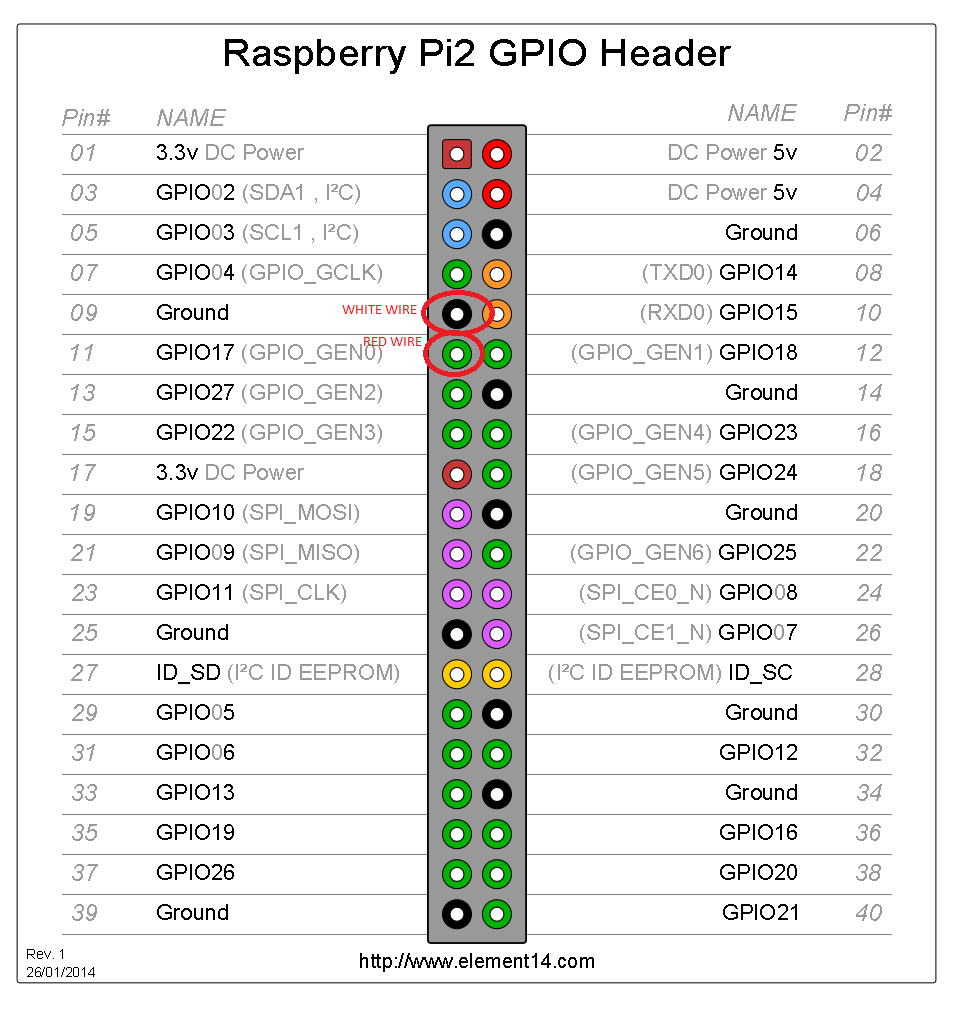 Raspberry Pi2 GPIO Header
Pin# NAME NAME Pin#
01 3.3v DC Power DC Power 5v 02
03 GPIO02 (SDA1 , I²C) DC Power 5v 04
05 GPIO03 (SCL1 , I²C) Ground 06
07 GPIO04 (GPIO_GCLK) (TXD0) GPIO14 08
09 Ground WHITE WIRE (RXD0) GPIO15 10
RED WIRE
11 GPIO17 (GPIO_GEN0) (GPIO_GEN1) GPIO18 12
13 GPIO27 (GPIO_GEN2) Ground 14
15 GPIO22 (GPIO_GEN3) (GPIO_GEN4) GPIO23 16
17 3.3v DC Power (GPIO_GEN5) GPIO24 18
19 GPIO10 (SPI_MOSI) Ground 20
21 GPIO09 (SPI_MISO) (GPIO_GEN6) GPIO25 22
23 GPIO11 (SPI_CLK) (SPI_CE0_N) GPIO08 24
25 Ground (SPI_CE1_N) GPIO07 26
27 ID_SD (I²C ID EEPROM) (I²C ID EEPROM) ID_SC 28
29 GPIO05 Ground 30
31 GPIO06 GPIO12 32
33 GPIO13 Ground 34
35 GPIO19 GPIO16 36
37 GPIO26 GPIO20 38
39 Ground GPIO21 40
Rev. 1
26/01/2014
http://www.element14.com